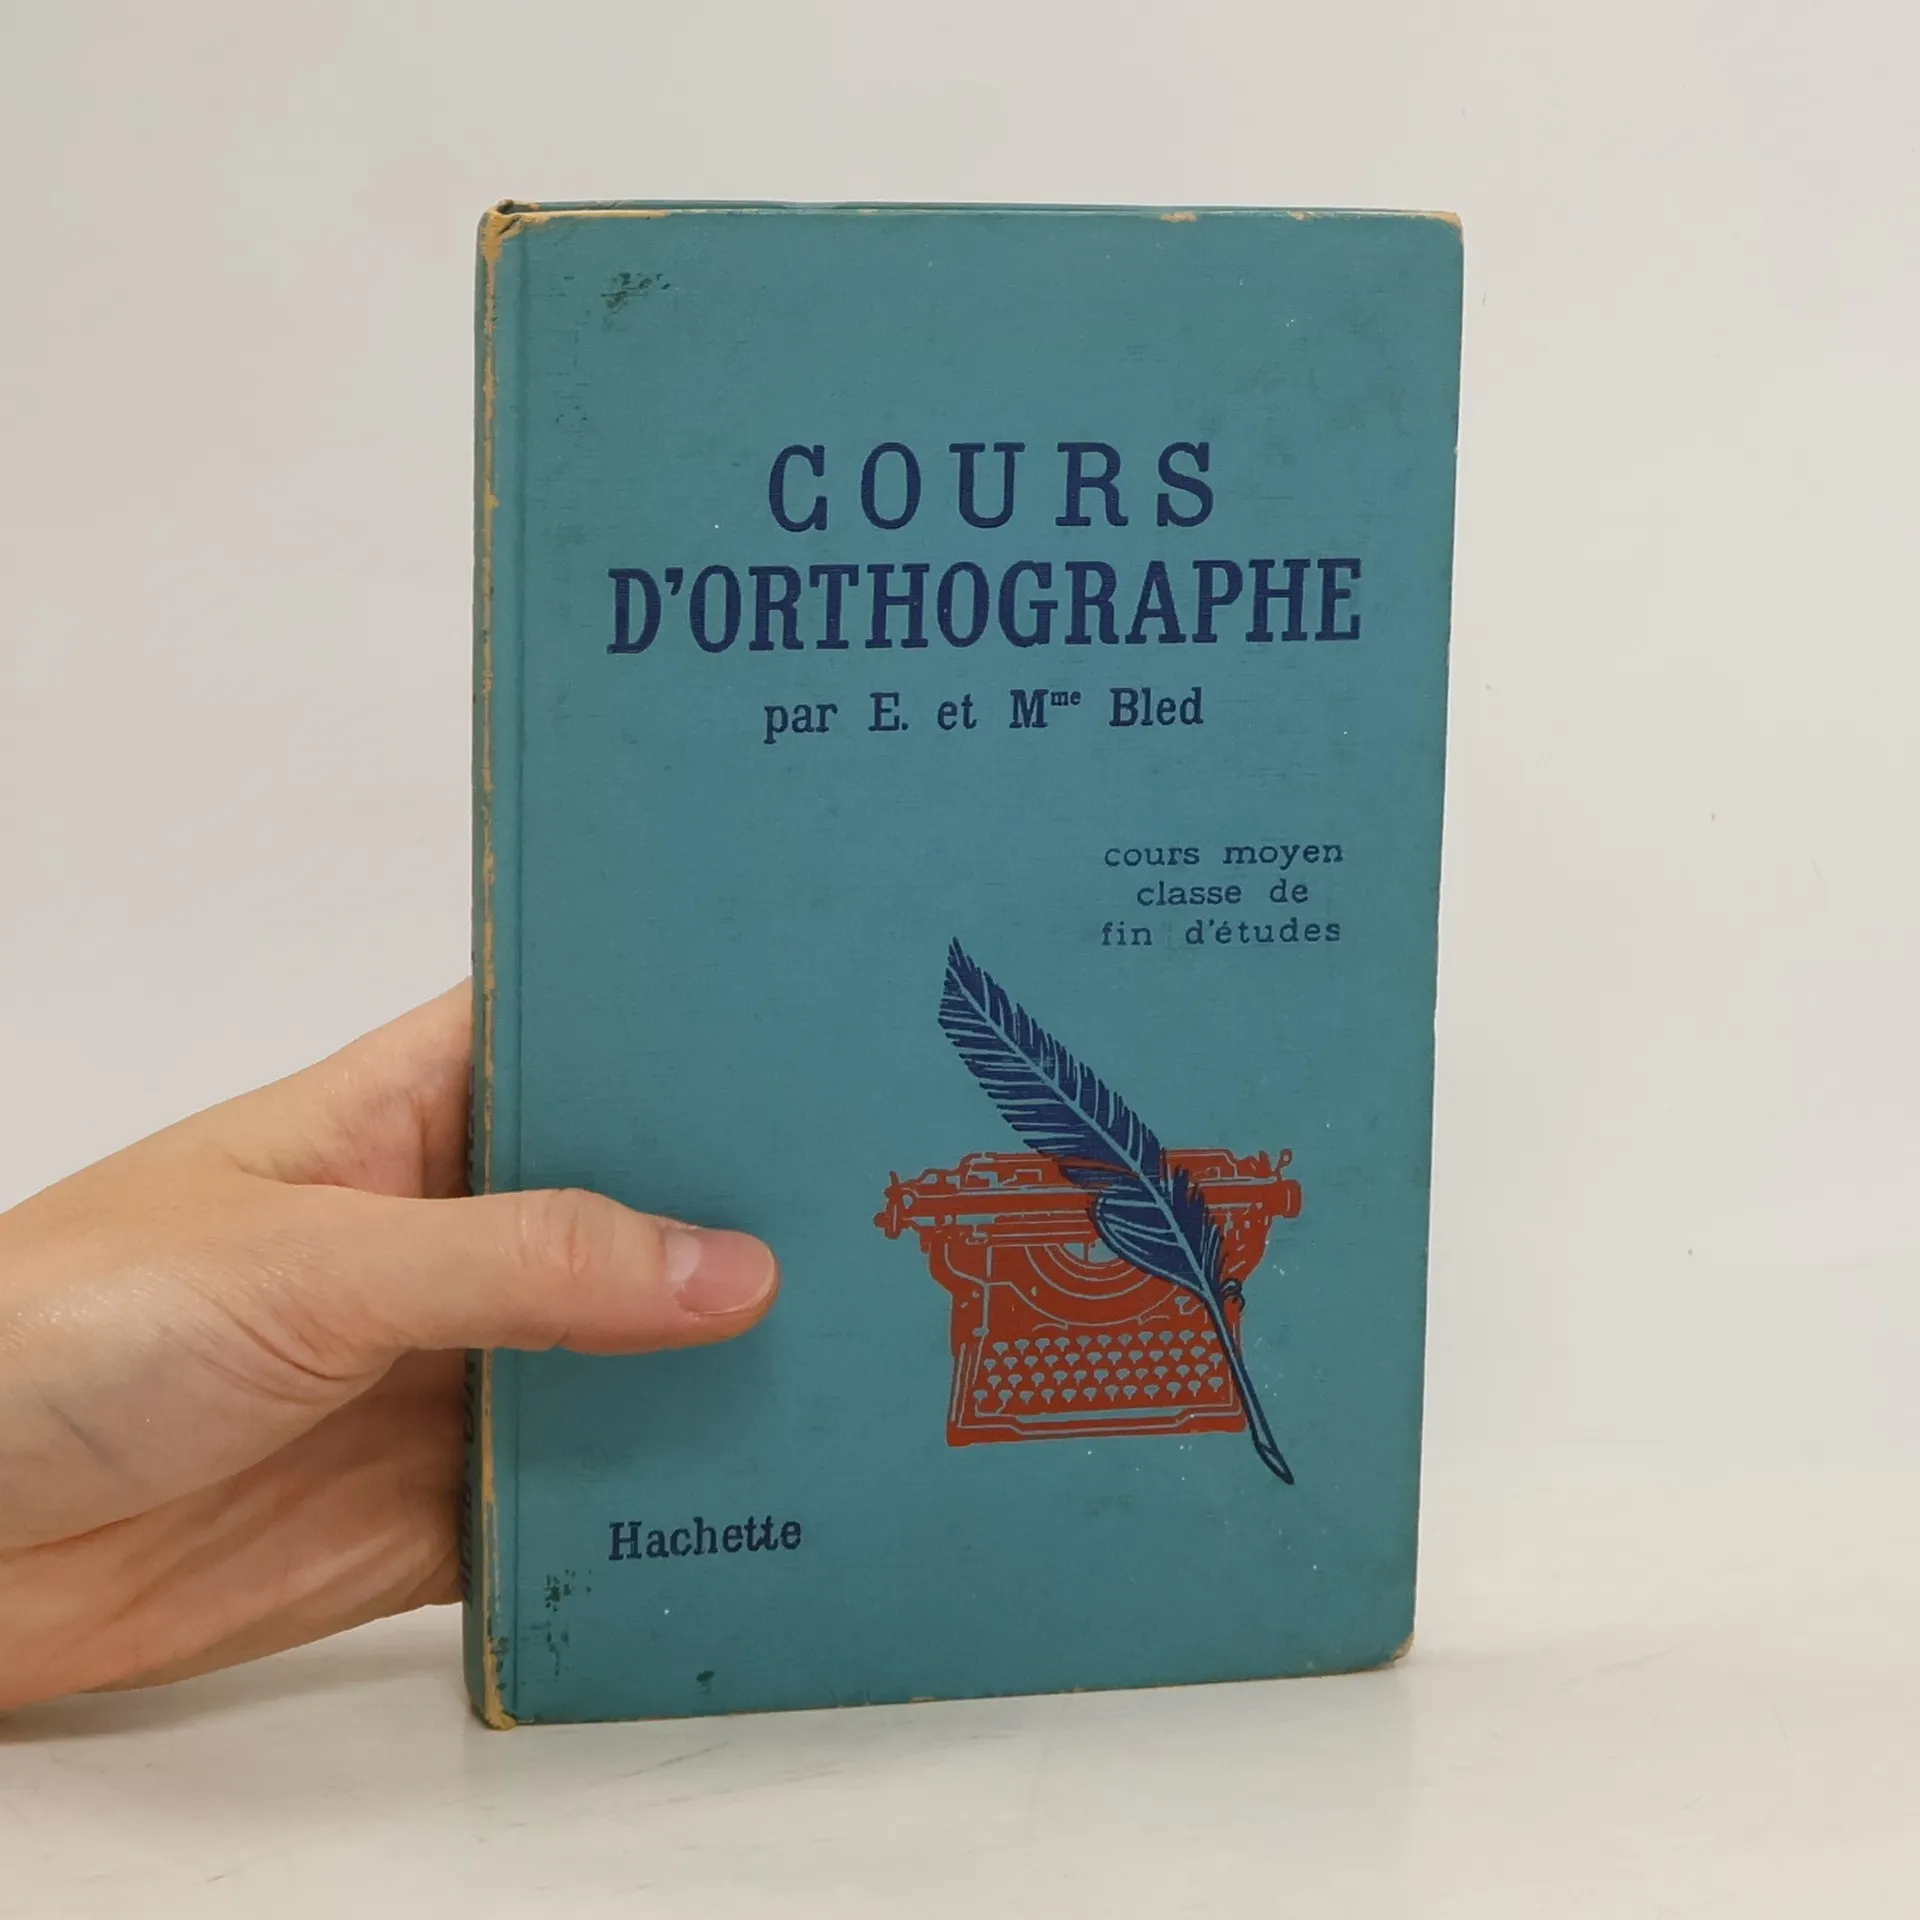 COURS
D'ORTHOGRAPHE
par E. et Mme Bled
cours moyen
classe de
fin d'études
Hachette